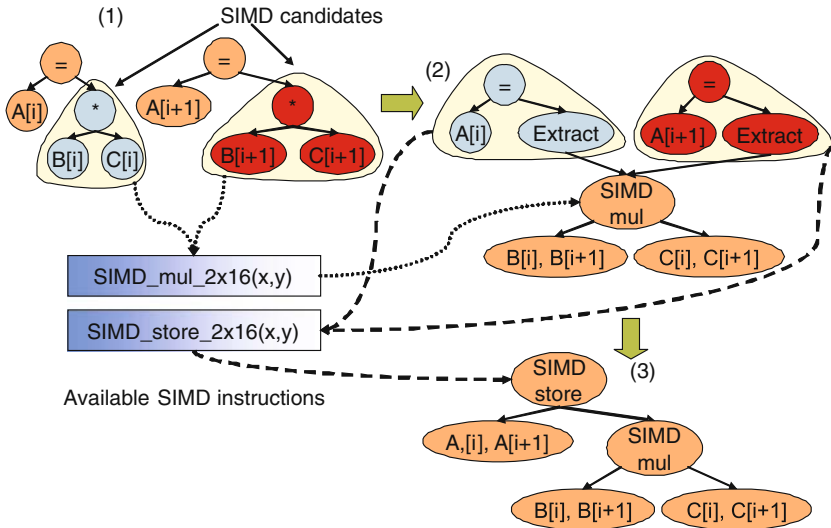 (1)
SIMD candidates
=
=
A[i]
*
A[i+1]
*
B[i]
C[i]
B[i+1]
C[i+1]
(2)
=
=
A[i]
Extract
A[i+1]
Extract
SIMD
mul
B[i], B[i+1]
C[i], C[i+1]
SIMD_mul_2x16(x,y)
SIMD_store_2x16(x,y)
Available SIMD instructions
(3)
SIMD
store
A,[i], A[i+1]
SIMD
mul
B[i], B[i+1]
C[i], C[i+1]